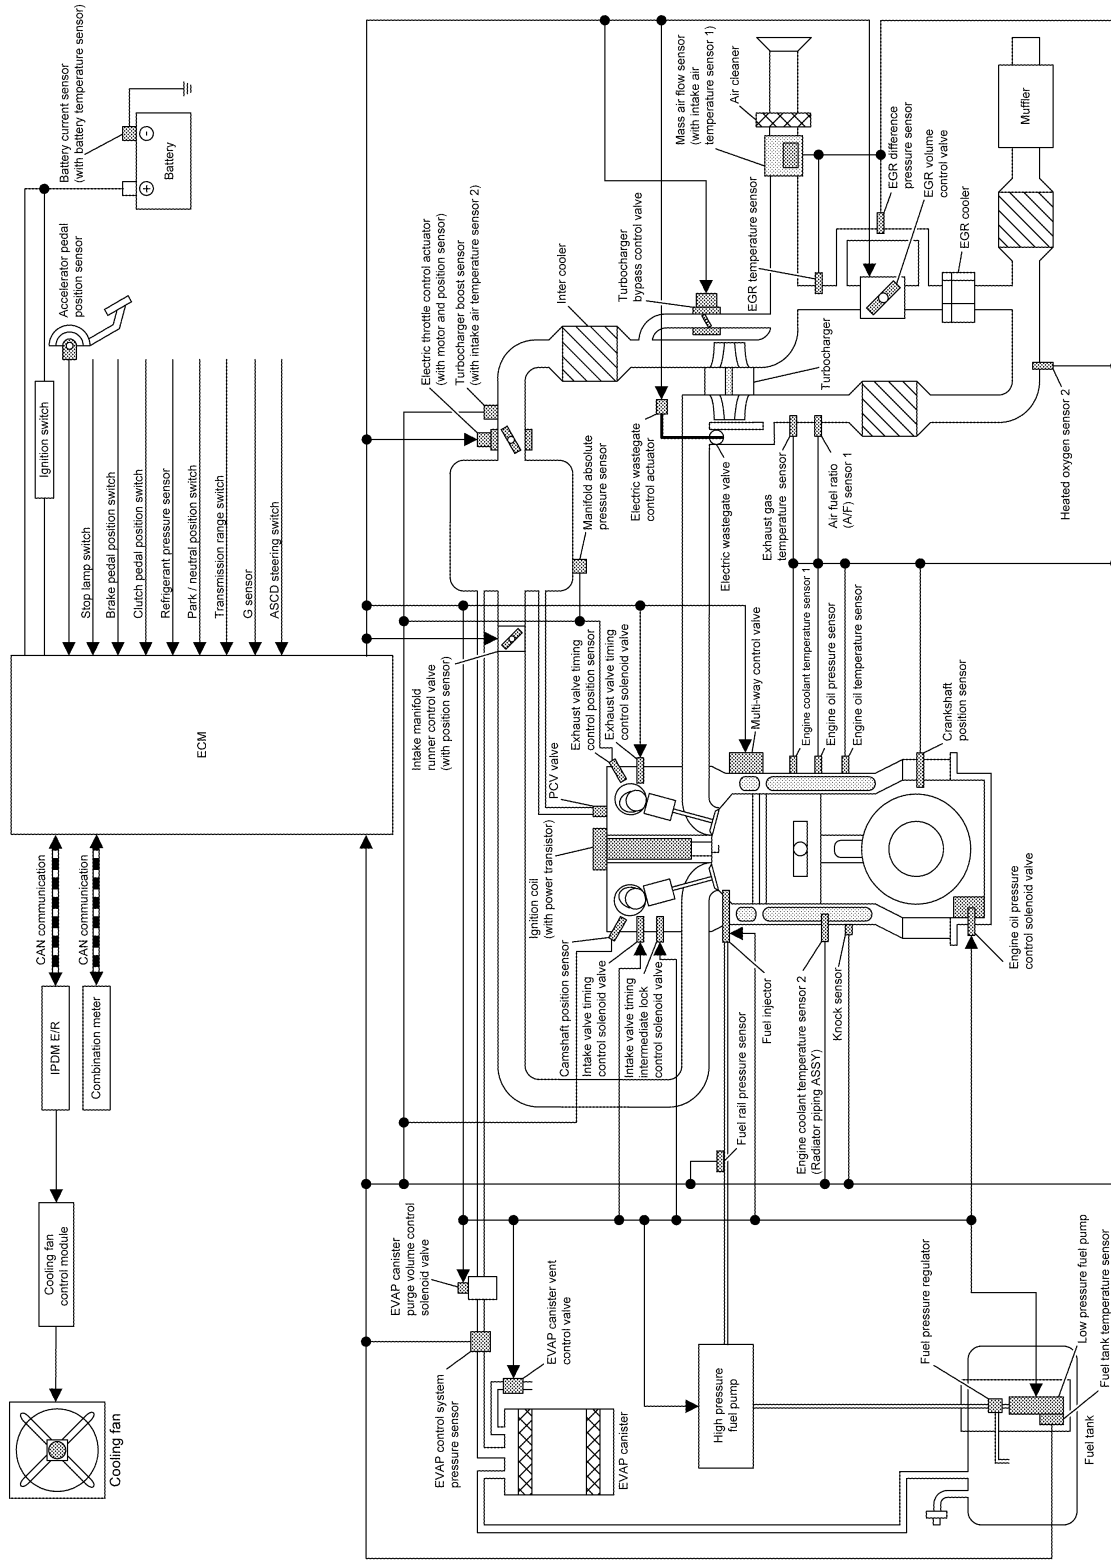 Battery current sensor
(with battery temperature sensor)
Battery
Accelerator pedal
position sensor
Ignition switch
Stop lamp switch
Brake pedal position switch
Clutch pedal position switch
Refrigerant pressure sensor
Park / neutral position switch
Transmission range switch
G sensor
ASCD steering switch
ECM
CAN communication
CAN communication
IPDM E/R
Combination meter
Cooling fan
control module
Cooling fan
Electric throttle control actuator
(with motor and position sensor)
Turbocharger boost sensor
(with intake air temperature sensor 2)
Inter cooler
Turbocharger
bypass control valve
Mass air flow sensor
(with intake air
temperature sensor 1)
Air cleaner
EGR temperature sensor
EGR difference
pressure sensor
EGR volume
control valve
EGR cooler
Muffler
Turbocharger
Heated oxygen sensor 2
Manifold absolute
pressure sensor
Electric wastegate
control actuator
Electric wastegate valve
Exhaust gas
temperature sensor
Air fuel ratio
(A/F) sensor 1
Intake manifold
runner control valve
(with position sensor)
PCV valve
Exhaust valve timing
control position sensor
Exhaust valve timing
control solenoid valve
Multi-way control valve
Engine coolant temperature sensor 1
Engine oil pressure sensor
Engine oil temperature sensor
Crankshaft
position sensor
Ignition coil
(with power transistor)
Camshaft position sensor
Intake valve timing
control solenoid valve
Intake valve timing
intermediate lock
control solenoid valve
Fuel rail pressure sensor
Fuel injector
Engine coolant temperature sensor 2
(Radiator piping ASSY)
Knock sensor
Engine oil pressure
control solenoid valve
EVAP canister
purge volume control
solenoid valve
EVAP control system
pressure sensor
EVAP canister vent
control valve
EVAP canister
High pressure
fuel pump
Fuel pressure regulator
Low pressure fuel pump
Fuel tank temperature sensor
Fuel tank